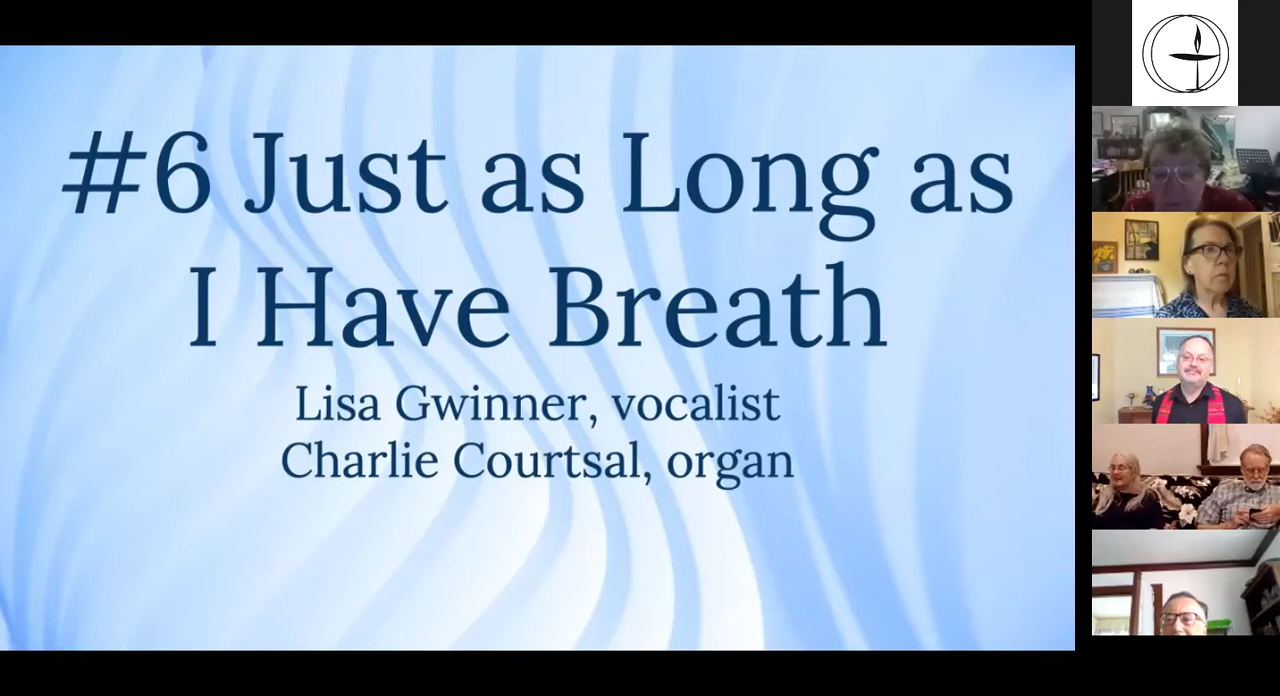 #6 Just as Long as
I Have Breath
Lisa Gwinner, vocalist
Charlie Courtsal, organ